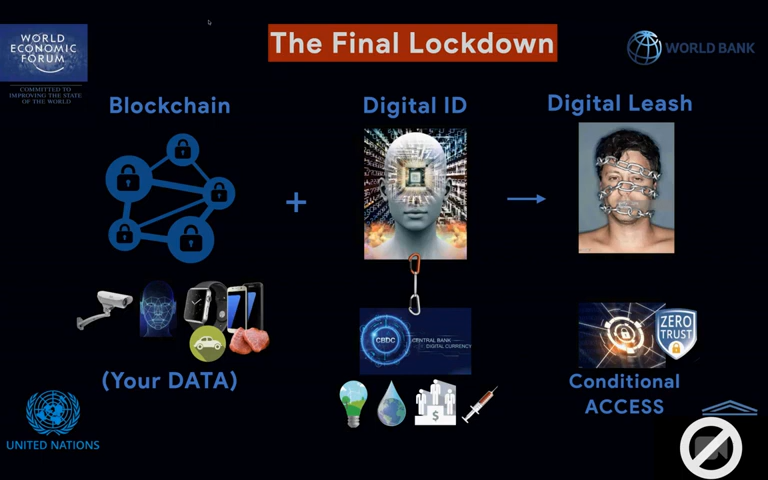 WORLD
ECONOMIC
FORUM
COMMITTED TO
IMPROVING THE STATE
OF THE WORLD
The Final Lockdown
WORLD BANK
Blockchain
Digital ID
Digital Leash
+
CBDC
CENTRAL BANK
DIGITAL CURRENCY
$
ZERO
TRUST
(Your DATA)
Conditional
ACCESS
UNITED NATIONS